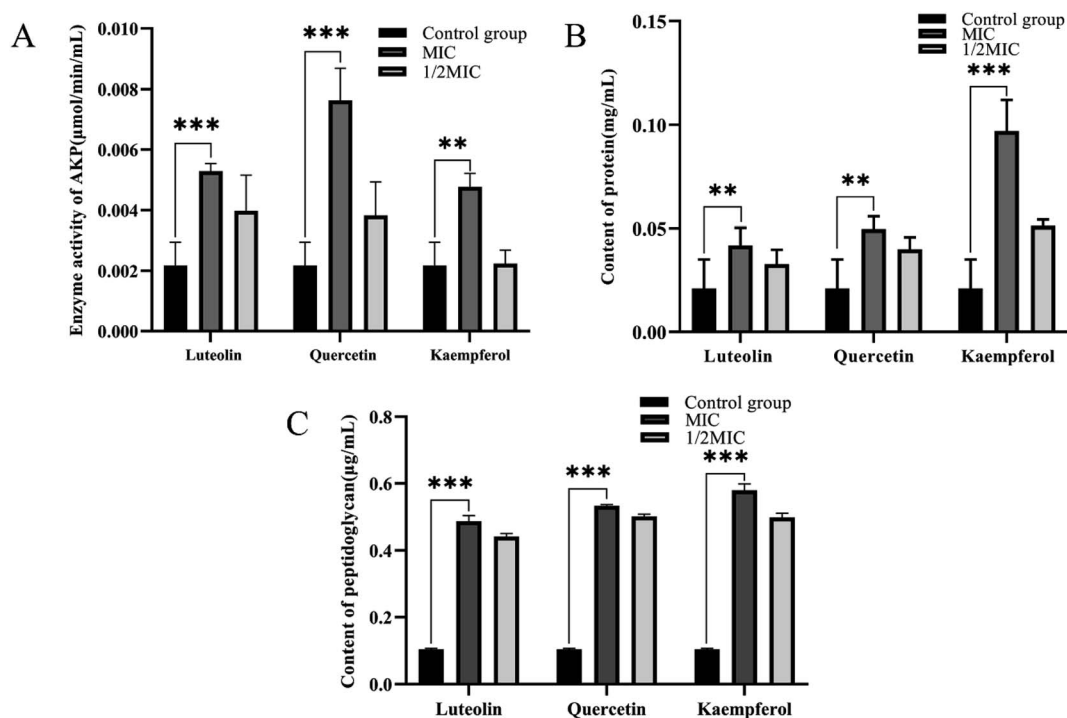 A
Enzyme activity of AKP(μmol/min/mL)
0.010
0.008
0.006
0.004
0.002
0.000
***
***
**
Control group
MIC
1/2MIC
Luteolin
Quercetin
Kaempferol
B
Content of protein(mg/mL)
0.15
0.10
0.05
0.00
**
**
***
Control group
MIC
1/2MIC
Luteolin
Quercetin
Kaempferol
C
Content of peptidoglycan(μg/mL)
0.8
0.6
0.4
0.2
0.0
***
***
***
Control group
MIC
1/2MIC
Luteolin
Quercetin
Kaempferol